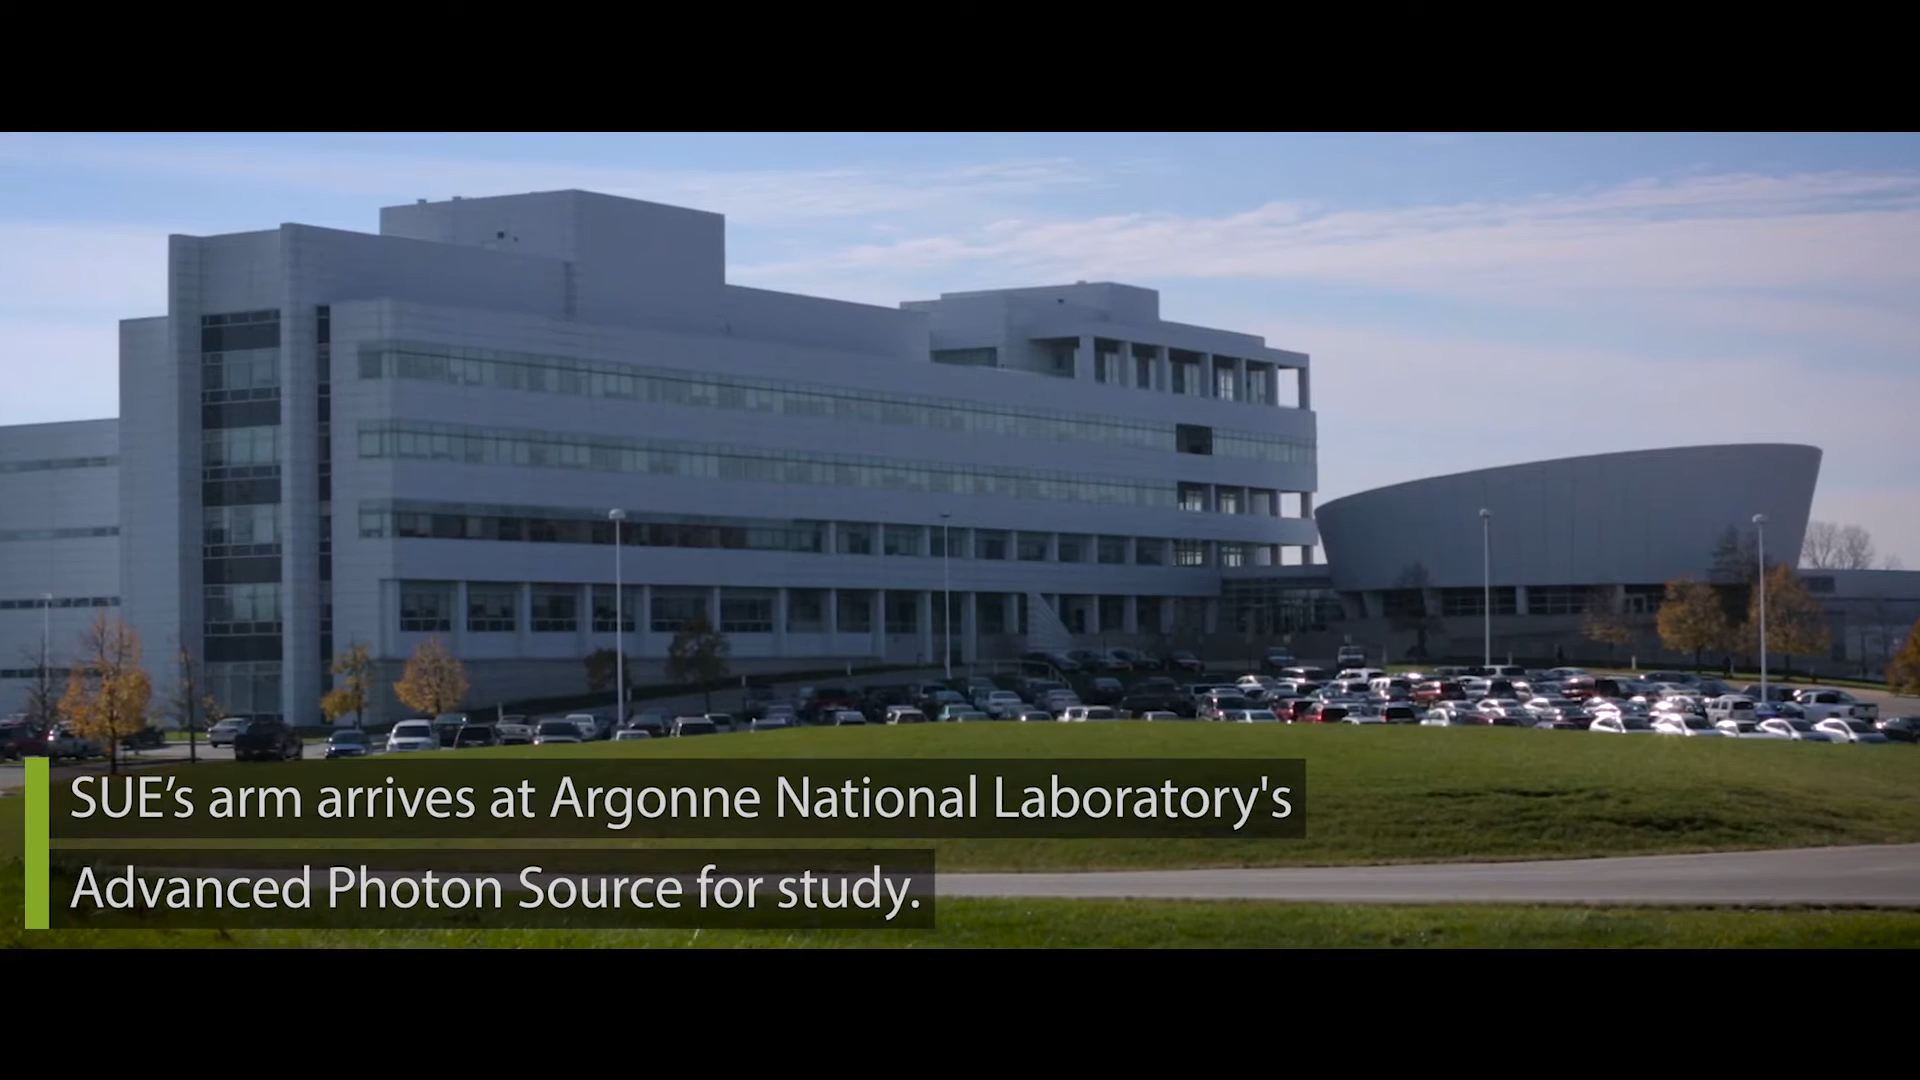 SUE’s arm arrives at Argonne National Laboratory's
Advanced Photon Source for study.